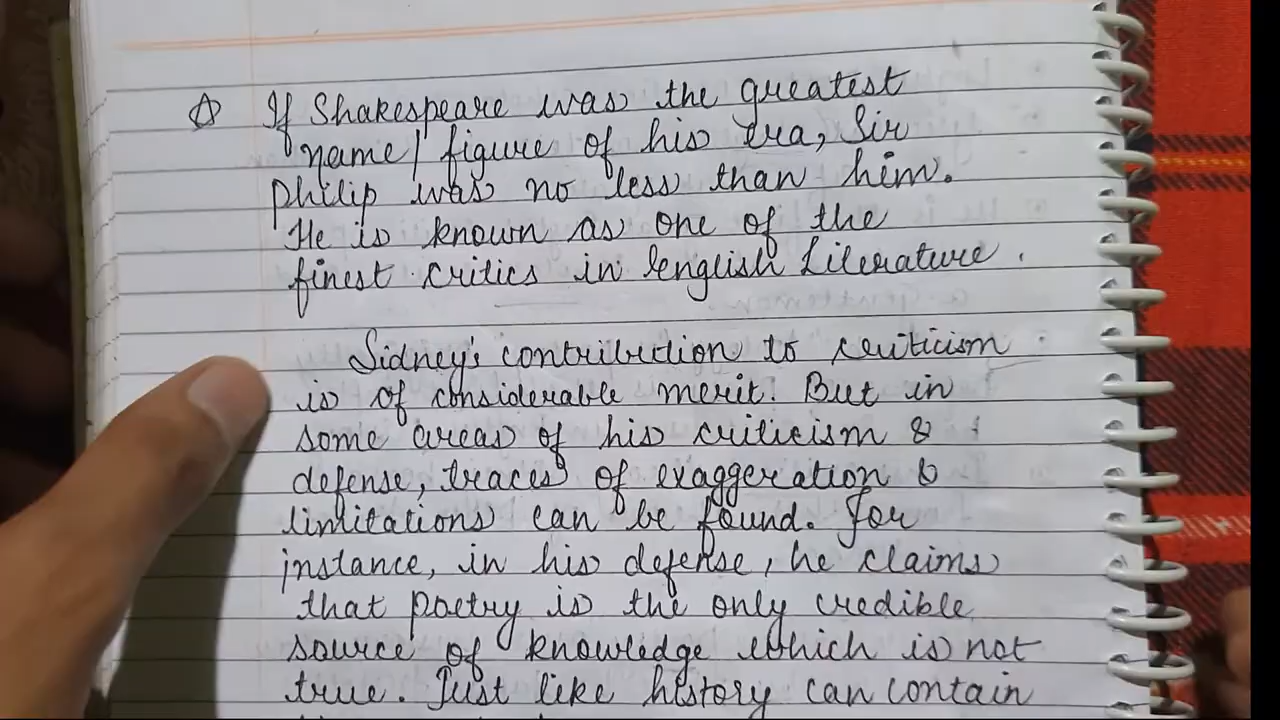 ☆ If Shakespeare was the greatest
name/figure of his era, Sir
Philip was no less than him.
He is known as one of the
finest critics in English Literature.
Sidney's contribution to criticism
is of considerable merit. But in
some areas of his criticism &
defense, traces of exaggeration &
limitations can be found. For
instance, in his defense, he claims
that poetry is the only credible
source of knowledge which is not
true. Just like history can contain